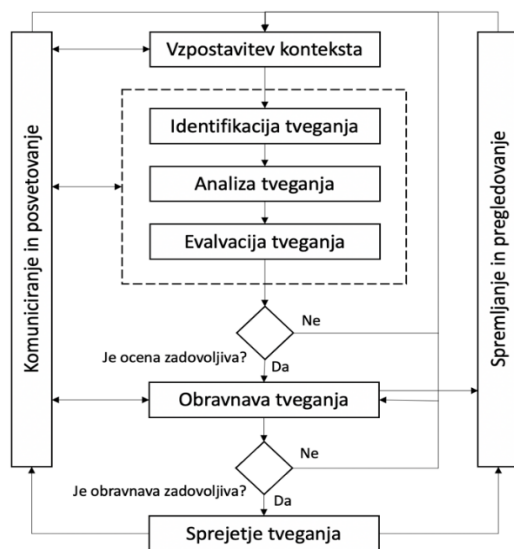 Vzpostavitev konteksta
Komuniciranje in posvetovanje
Spremljanje in pregledovanje
Identifikacija tveganja
Analiza tveganja
Evalvacija tveganja
Ne
Je ocena zadovoljiva?
Da
Obravnava tveganja
Ne
Je obravnava zadovoljiva?
Da
Sprejetje tveganja